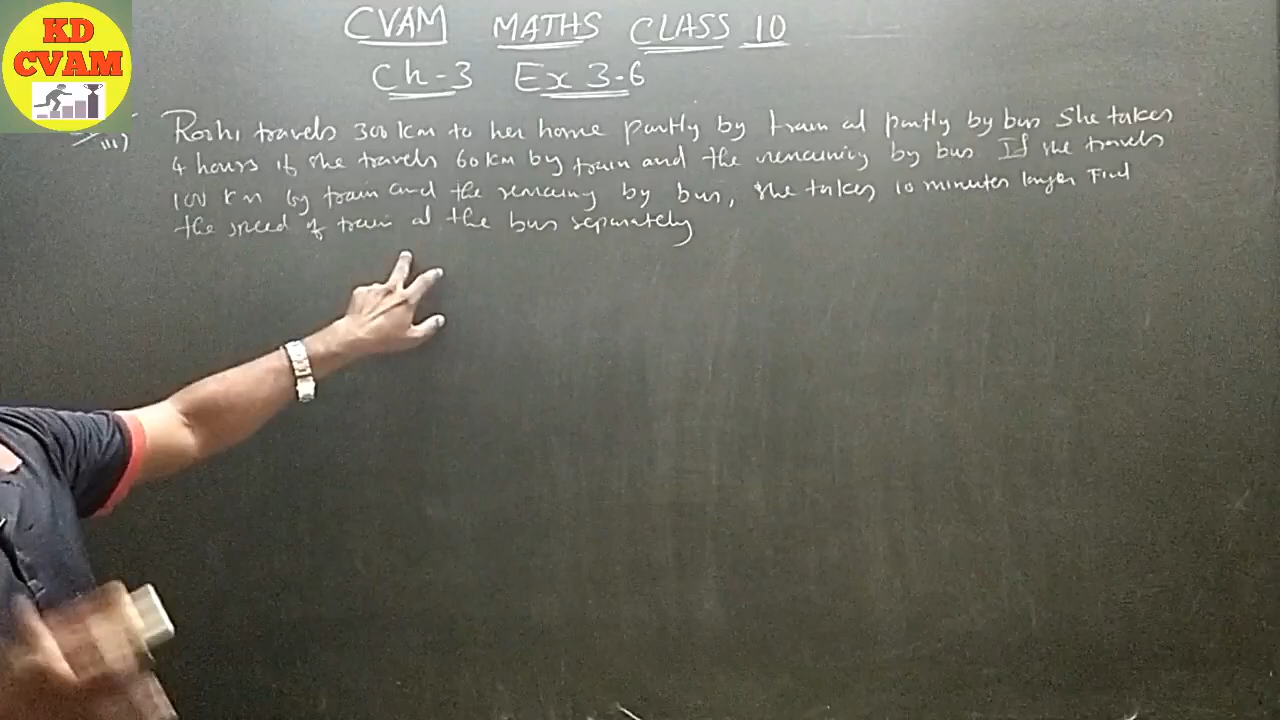 KD
CVAM
CVAM MATHS CLASS 10
Ch-3 Ex 3-6
iii) Roohi travels 300 km to her home partly by train and partly by bus She takes
4 hours if she travels 60 km by train and the remaining by bus If she travels
100 km by train and the remaining by bus, she takes 10 minutes longer Find
the speed of train and the bus separately